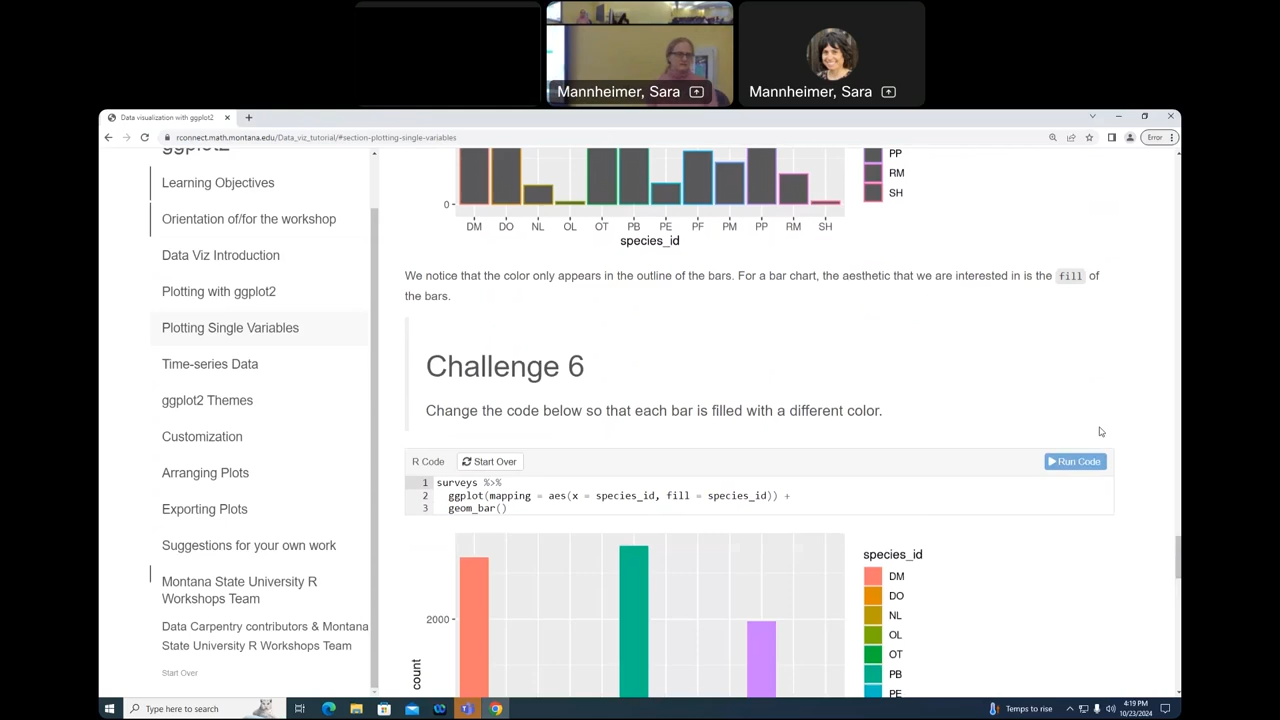 Mannheimer, Sara
Mannheimer, Sara
Data visualization with ggplot2
rconnect.math.montana.edu/Data_viz_tutorial/#section-plotting-single-variables
Error
ggplot2
Learning Objectives
Orientation of/for the workshop
Data Viz Introduction
Plotting with ggplot2
Plotting Single Variables
Time-series Data
ggplot2 Themes
Customization
Arranging Plots
Exporting Plots
Suggestions for your own work
Montana State University R
Workshops Team
Data Carpentry contributors & Montana
State University R Workshops Team
Start Over
PP
RM
SH
0
DM DO NL OL OT PB PE PF PM PP RM SH
species_id
We notice that the color only appears in the outline of the bars. For a bar chart, the aesthetic that we are interested in is the fill of
the bars.
Challenge 6
Change the code below so that each bar is filled with a different color.
R Code Start Over Run Code
1 surveys %>%
2 ggplot(mapping = aes(x = species_id, fill = species_id)) +
3 geom_bar()
species_id
DM
DO
NL
OL
OT
PB
PE
2000
count
Type here to search
Temps to rise
4:19 PM
10/23/2024